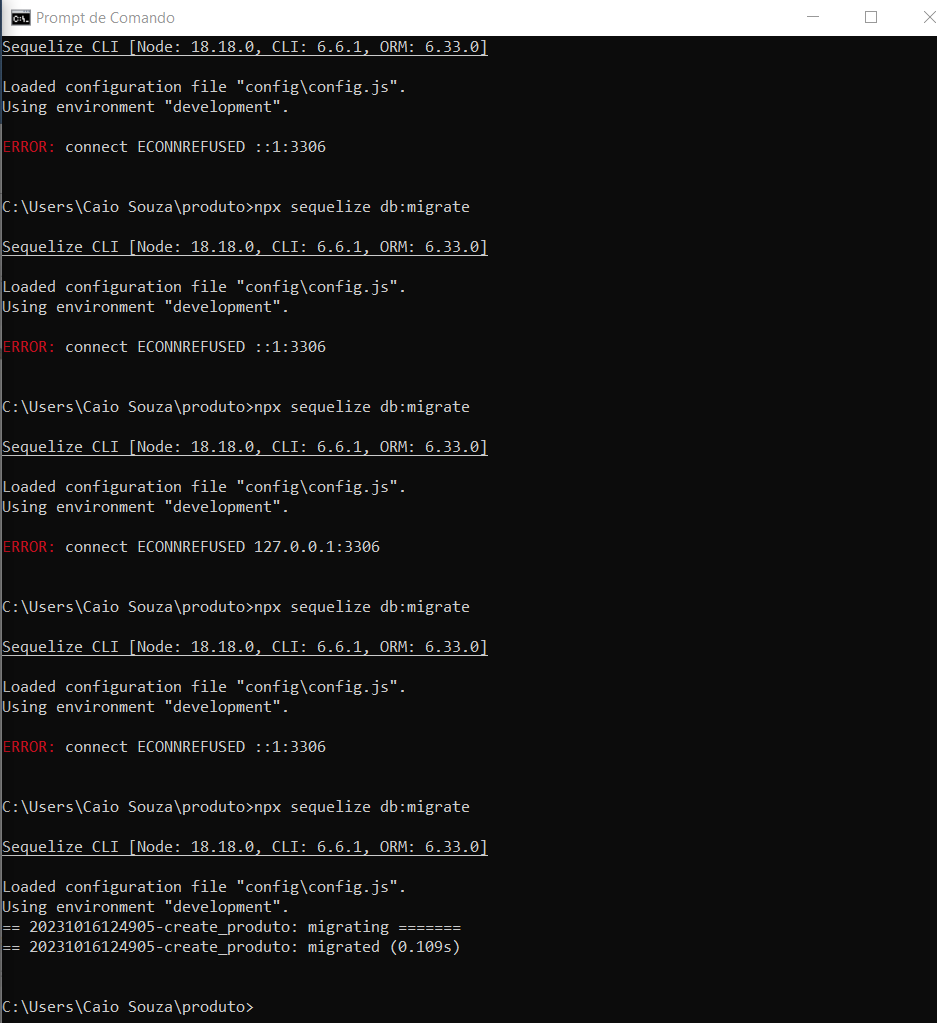 Prompt de Comando
Sequelize CLI [Node: 18.18.0, CLI: 6.6.1, ORM: 6.33.0]
Loaded configuration file "config\config.js".
Using environment "development".
ERROR: connect ECONNREFUSED ::1:3306
C:\Users\Caio Souza\produto>npx sequelize db:migrate
Sequelize CLI [Node: 18.18.0, CLI: 6.6.1, ORM: 6.33.0]
Loaded configuration file "config\config.js".
Using environment "development".
ERROR: connect ECONNREFUSED ::1:3306
C:\Users\Caio Souza\produto>npx sequelize db:migrate
Sequelize CLI [Node: 18.18.0, CLI: 6.6.1, ORM: 6.33.0]
Loaded configuration file "config\config.js".
Using environment "development".
ERROR: connect ECONNREFUSED 127.0.0.1:3306
C:\Users\Caio Souza\produto>npx sequelize db:migrate
Sequelize CLI [Node: 18.18.0, CLI: 6.6.1, ORM: 6.33.0]
Loaded configuration file "config\config.js".
Using environment "development".
ERROR: connect ECONNREFUSED ::1:3306
C:\Users\Caio Souza\produto>npx sequelize db:migrate
Sequelize CLI [Node: 18.18.0, CLI: 6.6.1, ORM: 6.33.0]
Loaded configuration file "config\config.js".
Using environment "development".
== 20231016124905-create_produto: migrating =======
== 20231016124905-create_produto: migrated (0.109s)
C:\Users\Caio Souza\produto>